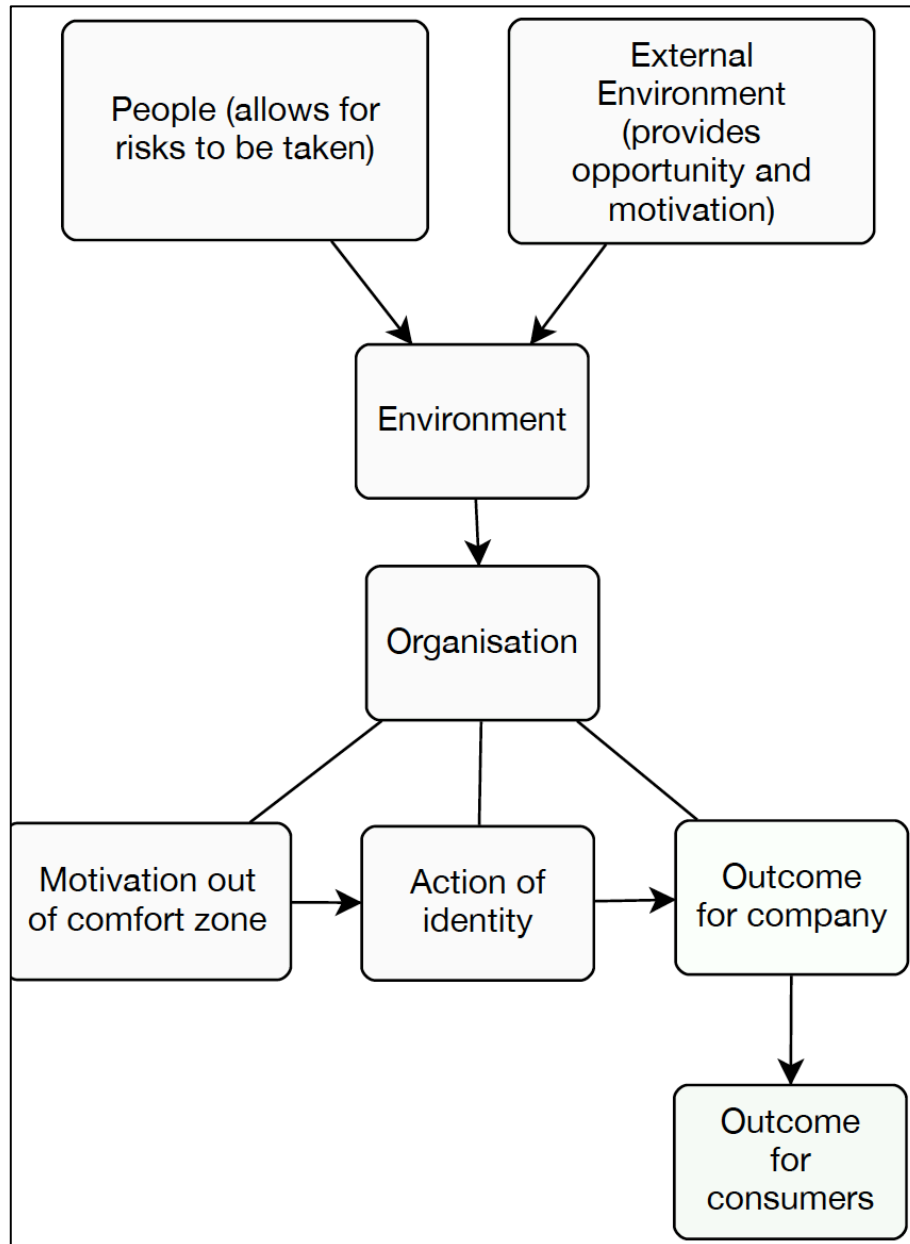 People (allows for
risks to be taken)
External
Environment
(provides
opportunity and
motivation)
Environment
Organisation
Motivation out
of comfort zone
Action of
identity
Outcome
for company
Outcome
for
consumers